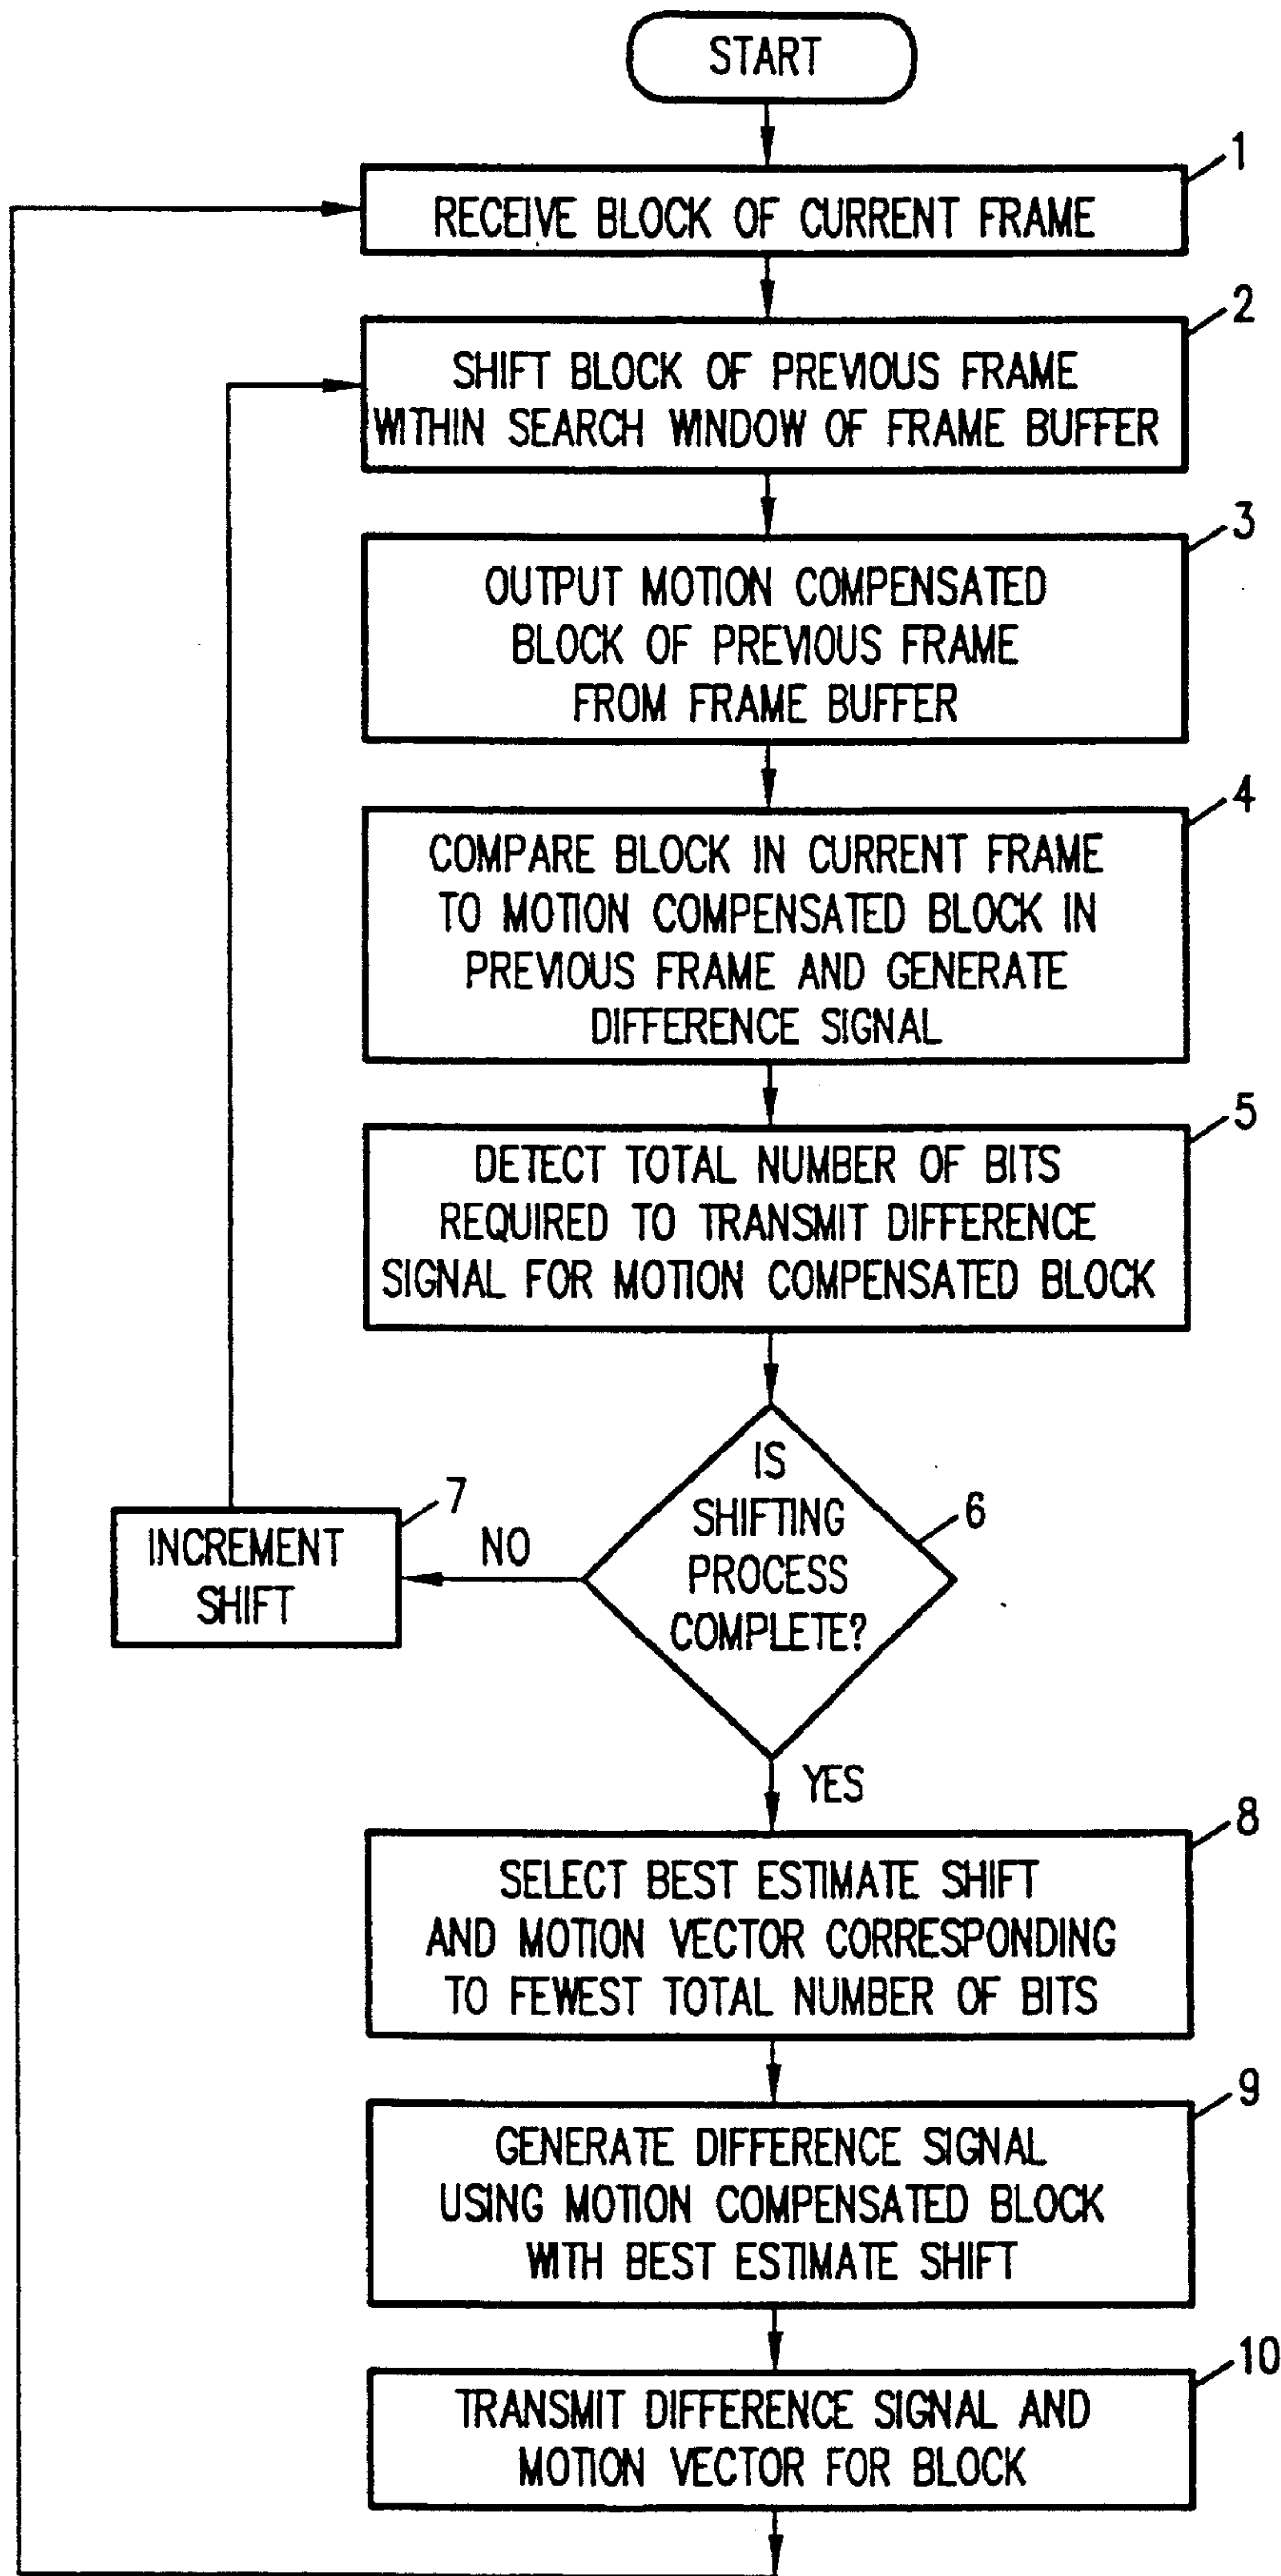 START
1
RECEIVE BLOCK OF CURRENT FRAME
2
SHIFT BLOCK OF PREVIOUS FRAME
WITHIN SEARCH WINDOW OF FRAME BUFFER
3
OUTPUT MOTION COMPENSATED
BLOCK OF PREVIOUS FRAME
FROM FRAME BUFFER
4
COMPARE BLOCK IN CURRENT FRAME
TO MOTION COMPENSATED BLOCK IN
PREVIOUS FRAME AND GENERATE
DIFFERENCE SIGNAL
5
DETECT TOTAL NUMBER OF BITS
REQUIRED TO TRANSMIT DIFFERENCE
SIGNAL FOR MOTION COMPENSATED BLOCK
IS
SHIFTING
PROCESS
COMPLETE?
6
NO
7
INCREMENT
SHIFT
YES
8
SELECT BEST ESTIMATE SHIFT
AND MOTION VECTOR CORRESPONDING
TO FEWEST TOTAL NUMBER OF BITS
9
GENERATE DIFFERENCE SIGNAL
USING MOTION COMPENSATED BLOCK
WITH BEST ESTIMATE SHIFT
10
TRANSMIT DIFFERENCE SIGNAL AND
MOTION VECTOR FOR BLOCK